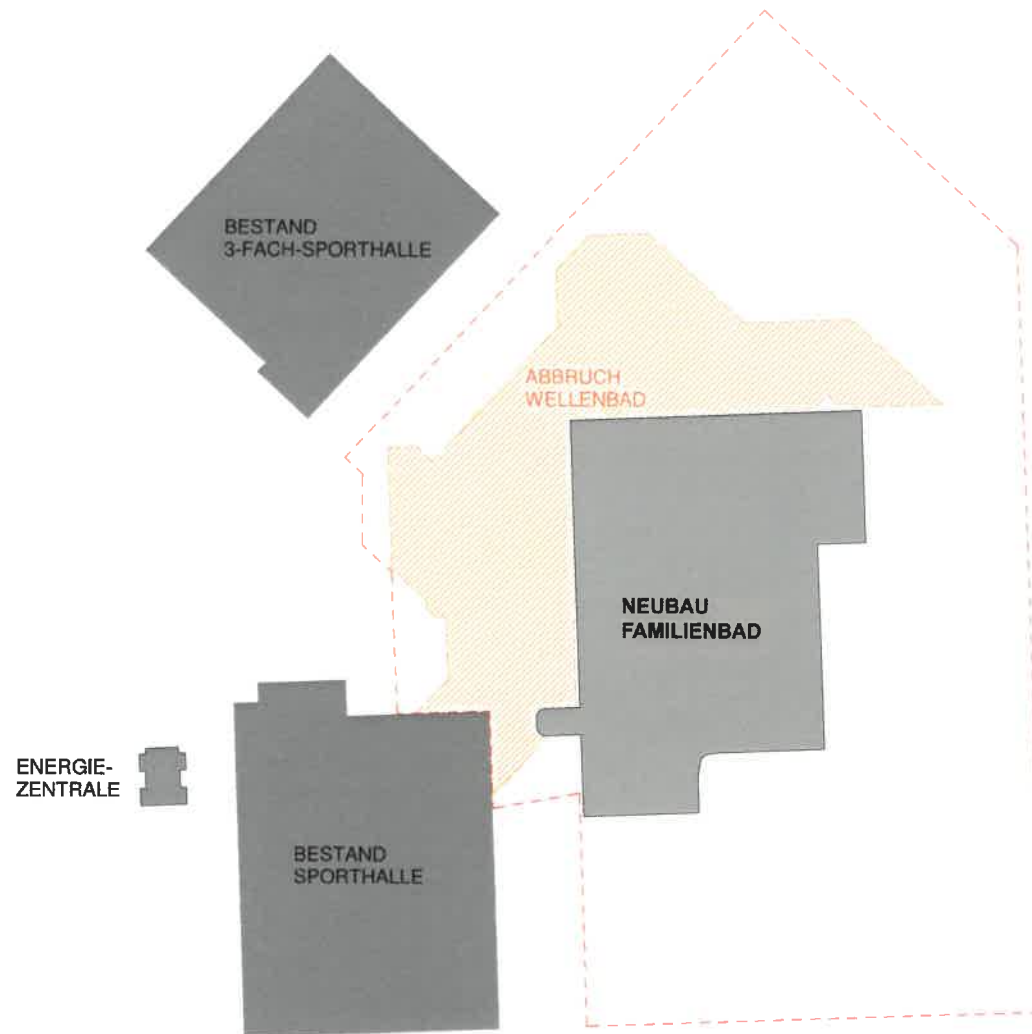 BESTAND
3-FACH-SPORTHALLE
ABBRUCH
WELLENBAD
NEUBAU
FAMILIENBAD
ENERGIE-
ZENTRALE
BESTAND
SPORTHALLE